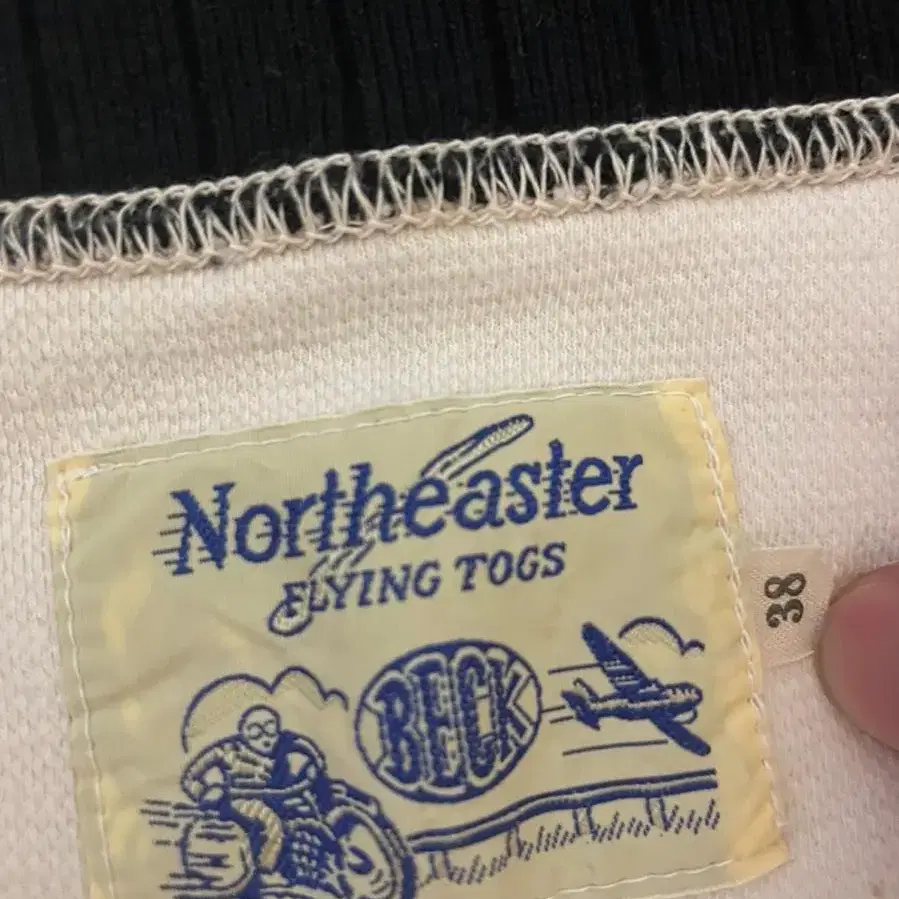 Northeaster
FLYING TOGS
BECK
38